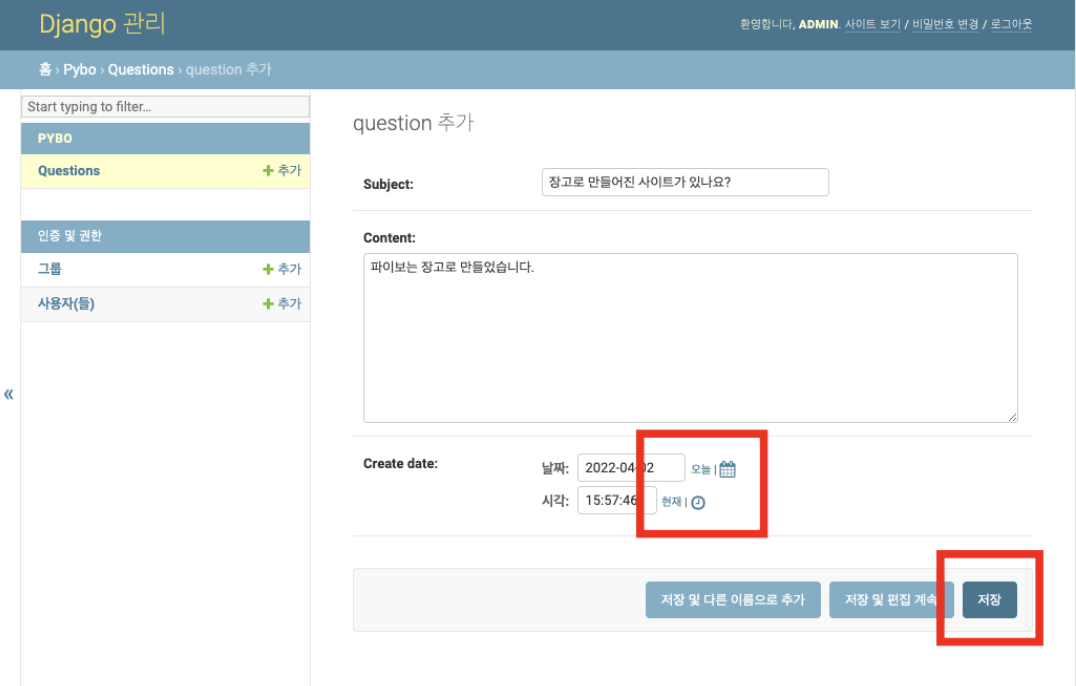 Django 관리
환영합니다, ADMIN. 사이트 보기 / 비밀번호 변경 / 로그아웃
홈 › Pybo › Questions › question 추가
Start typing to filter...
PYBO
Questions
+ 추가
인증 및 권한
그룹
+ 추가
사용자(들)
+ 추가
«
question 추가
Subject:
장고로 만들어진 사이트가 있나요?
Content:
파이보는 장고로 만들었습니다.
Create date:
날짜: 2022-04-02 오늘 |
시각: 15:57:46 현재 |
저장 및 다른 이름으로 추가
저장 및 편집 계속
저장